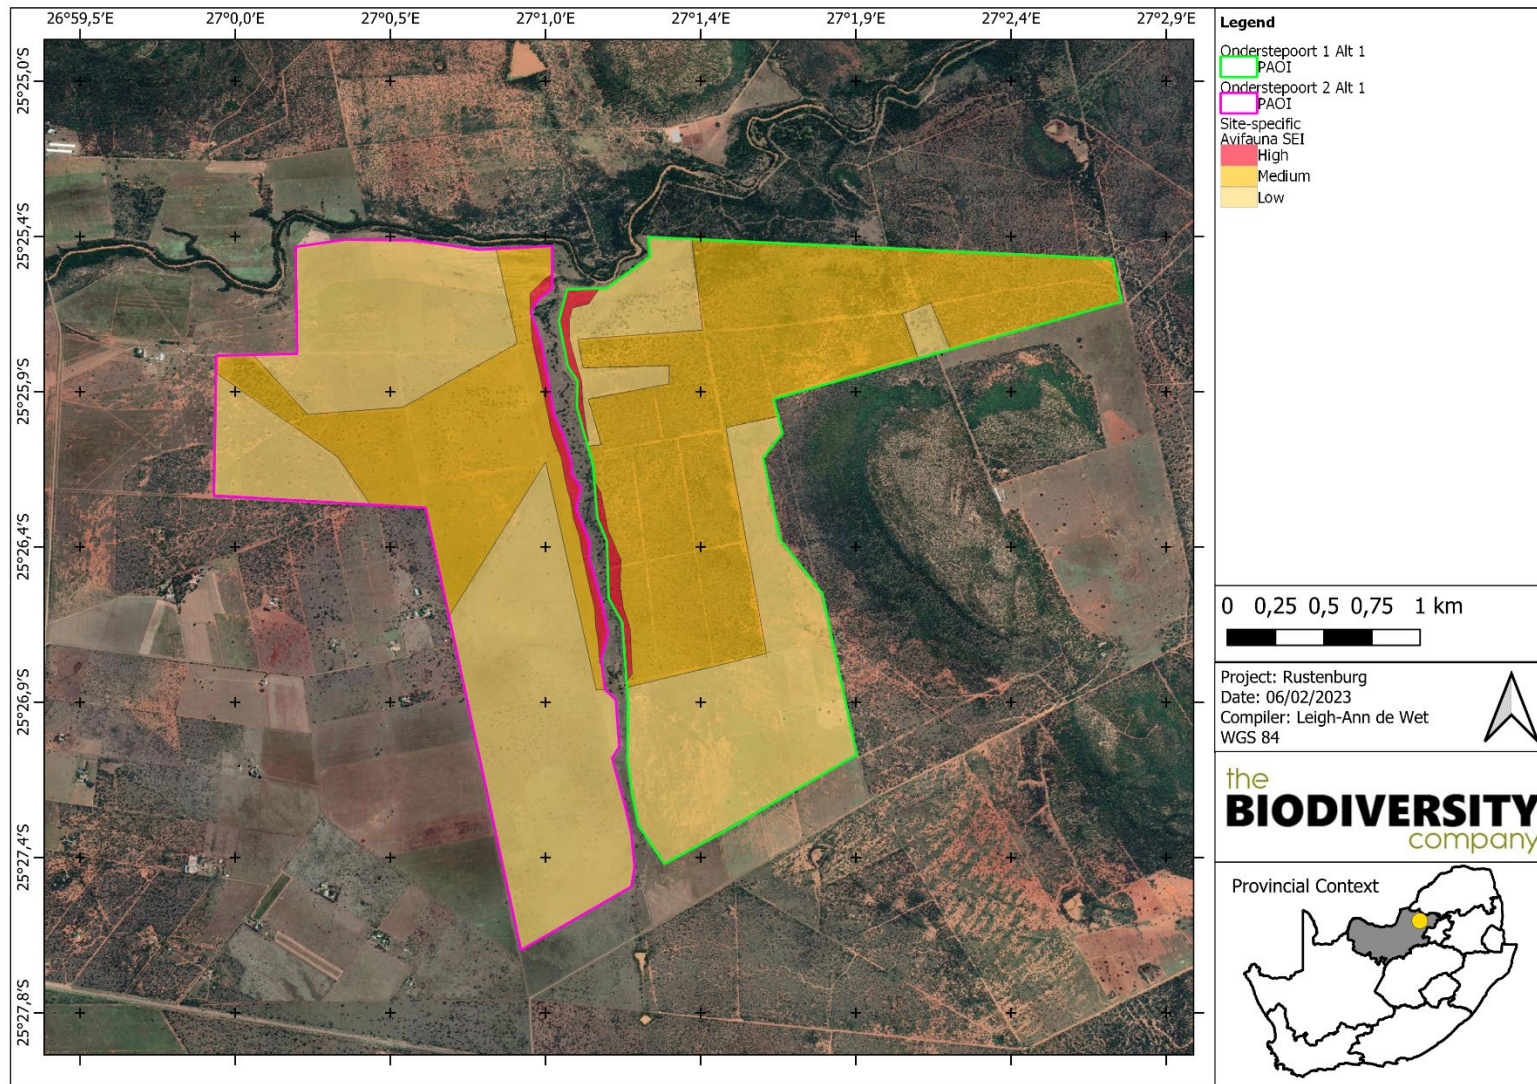 26°59,5'E 27°0,0'E 27°0,5'E 27°1,0'E 27°1,4'E 27°1,9'E 27°2,4'E 27°2,9'E
25°25,0'S
25°25,4'S
25°25,9'S
25°26,4'S
25°26,9'S
25°27,4'S
25°27,8'S
Legend
Onderstepoort 1 Alt 1
PAOI
Onderstepoort 2 Alt 1
PAOI
Site-specific
Avifauna SEI
High
Medium
Low
0 0,25 0,5 0,75 1 km
Project: Rustenburg
Date: 06/02/2023
Compiler: Leigh-Ann de Wet
WGS 84
the
BIODIVERSITY
company
Provincial Context